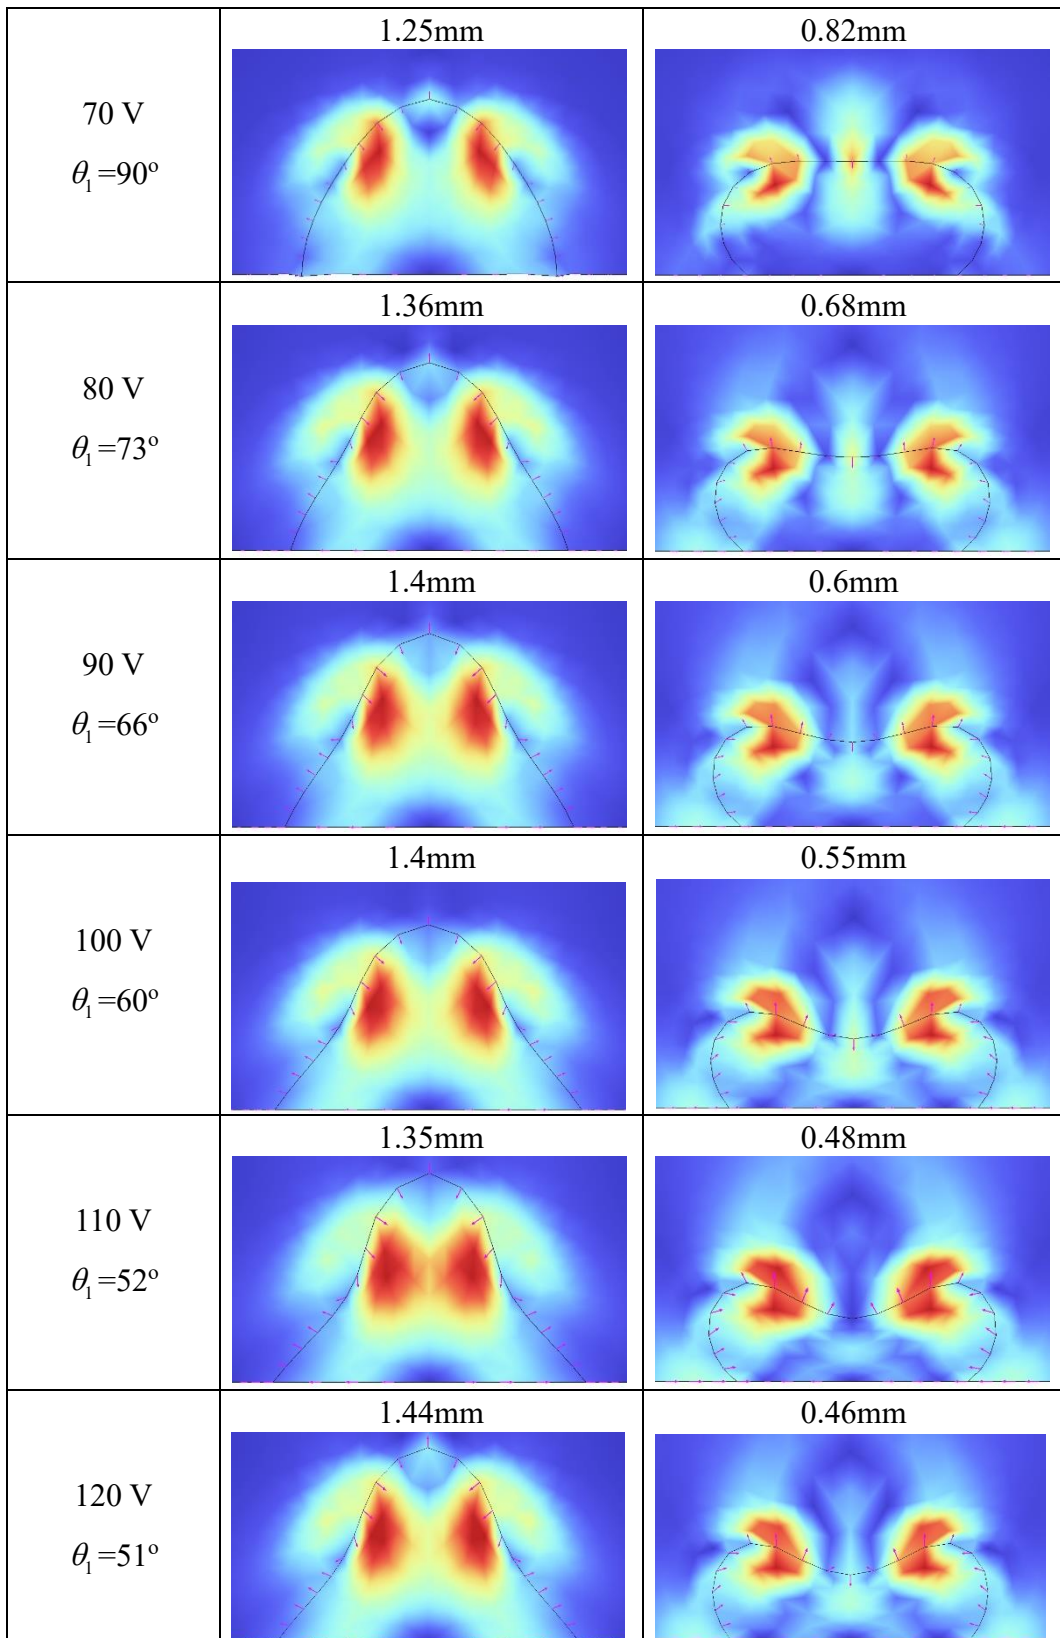 1.25mm 0.82mm
70 V
θ₁=90º
1.36mm 0.68mm
80 V
θ₁=73º
1.4mm 0.6mm
90 V
θ₁=66º
1.4mm 0.55mm
100 V
θ₁=60º
1.35mm 0.48mm
110 V
θ₁=52º
1.44mm 0.46mm
120 V
θ₁=51º